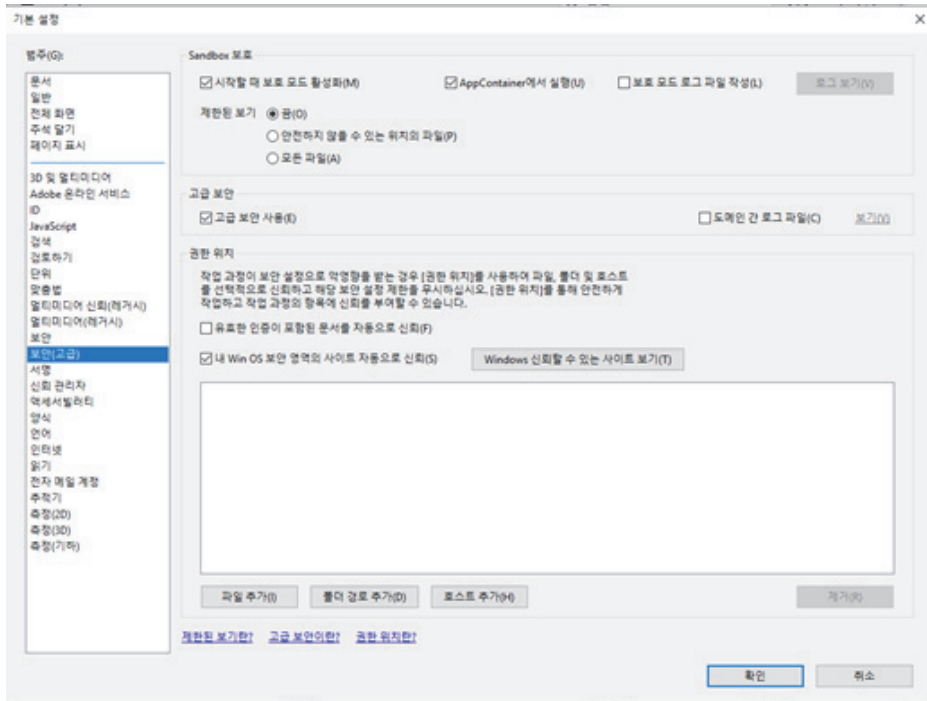 기본 설정
범주(G):
문서
일반
전체 화면
주석 달기
페이지 표시
3D 및 멀티미디어
Adobe 온라인 서비스
ID
JavaScript
검색
검토하기
단위
맞춤법
멀티미디어 신뢰(레거시)
멀티미디어(레거시)
보안
보안(고급)
서명
신뢰 관리자
액세서빌러티
양식
언어
인터넷
읽기
전자 메일 계정
추적기
측정(2D)
측정(3D)
측정(기하)
Sandbox 보호
시작할 때 보호 모드 활성화(M) AppContainer에서 실행(U) 보호 모드 로그 파일 작성(L) 로그 보기(V)
제한된 보기 끔(O)
안전하지 않을 수 있는 위치의 파일(P)
모든 파일(A)
고급 보안
고급 보안 사용(E) 도메인 간 로그 파일(C) 보기(V)
권한 위치
작업 과정이 보안 설정으로 악영향을 받는 경우 [권한 위치]를 사용하여 파일, 폴더 및 호스트
를 선택적으로 신뢰하고 해당 보안 설정 제한을 무시하십시오. [권한 위치]를 통해 안전하게
작업하고 작업 과정의 항목에 신뢰를 부여할 수 있습니다.
유효한 인증이 포함된 문서를 자동으로 신뢰(F)
내 Win OS 보안 영역의 사이트 자동으로 신뢰(S) Windows 신뢰할 수 있는 사이트 보기(T)
파일 추가(I) 폴더 경로 추가(D) 호스트 추가(H) 제거(R)
제한된 보기란? 고급 보안이란? 권한 위치란?
확인 취소